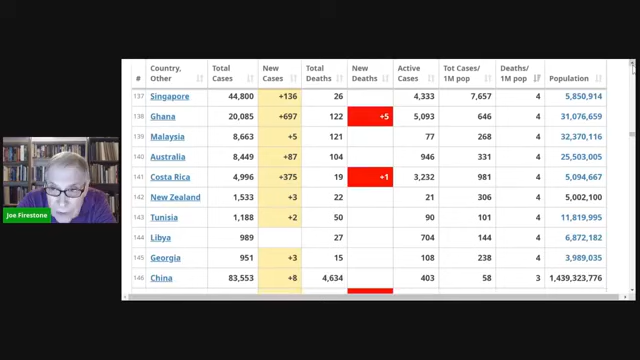 # Country, Other Total Cases New Cases Total Deaths New Deaths Active Cases Tot Cases/ 1M pop Deaths/ 1M pop Population
137 Singapore 44,800 +136 26 4,333 7,657 4 5,850,914
138 Ghana 20,085 +697 122 +5 5,093 646 4 31,076,659
139 Malaysia 8,663 +5 121 77 268 4 32,370,116
140 Australia 8,449 +87 104 946 331 4 25,503,005
141 Costa Rica 4,996 +375 19 +1 3,232 981 4 5,094,667
142 New Zealand 1,533 +3 22 21 306 4 5,002,100
143 Tunisia 1,188 +2 50 90 101 4 11,819,995
144 Libya 989 27 704 144 4 6,872,182
145 Georgia 951 +3 15 108 238 4 3,989,035
146 China 83,553 +8 4,634 403 58 3 1,439,323,776
Joe Firestone